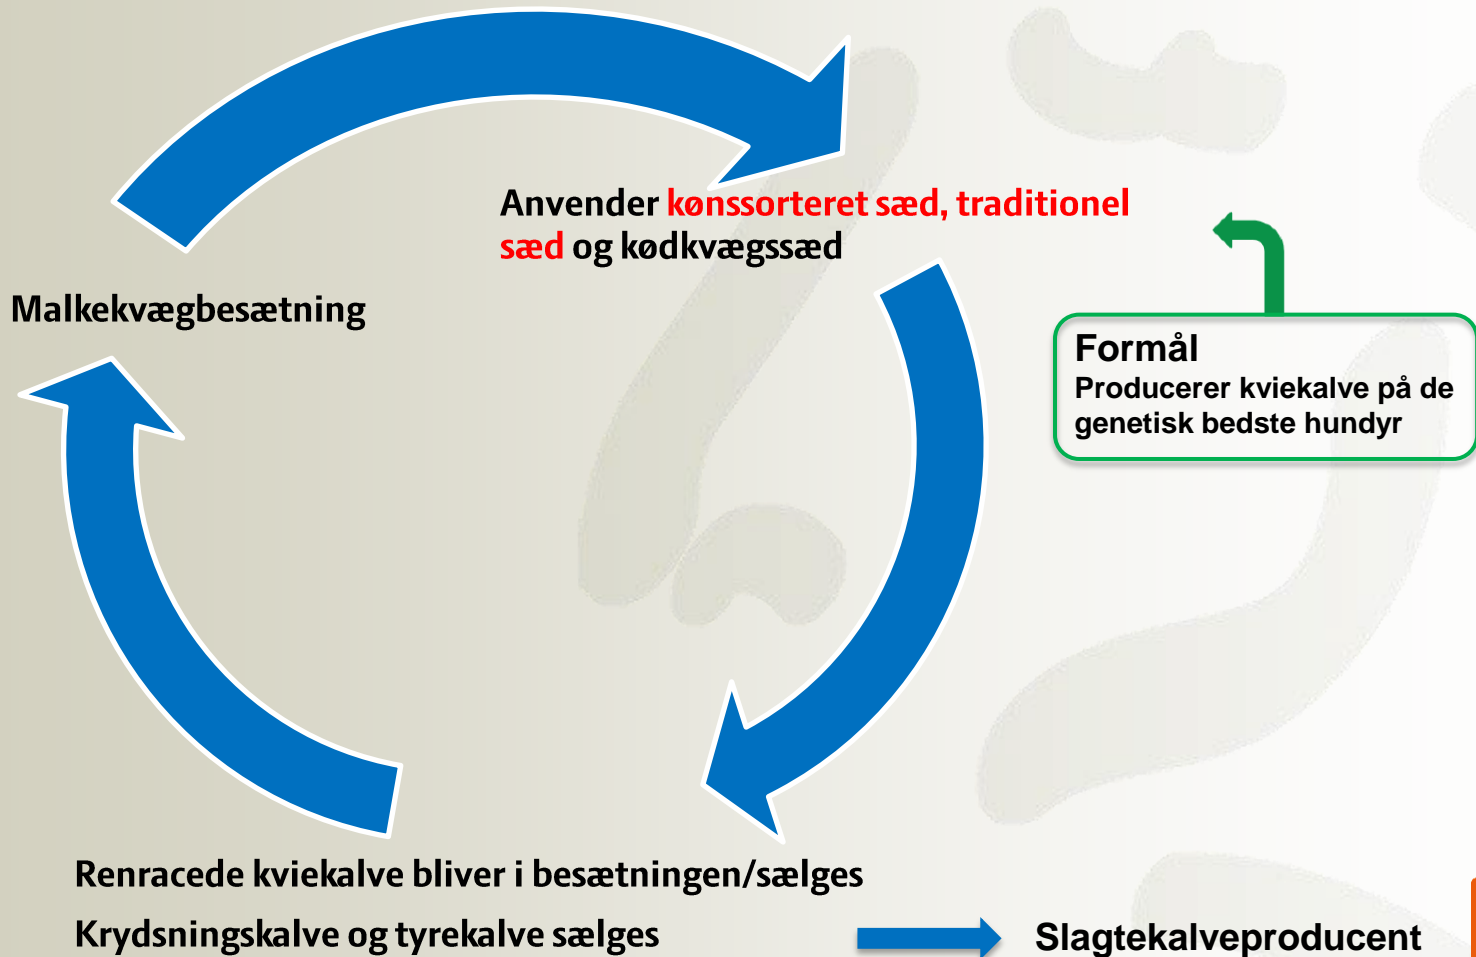 Anvender kønssorteret sæd, traditionel
sæd og kødkvægssæd
Malkekvægbesætning
Formål
Producerer kviekalve på de
genetisk bedste hundyr
Renracede kviekalve bliver i besætningen/sælges
Krydsningskalve og tyrekalve sælges
Slagtekalveproducent